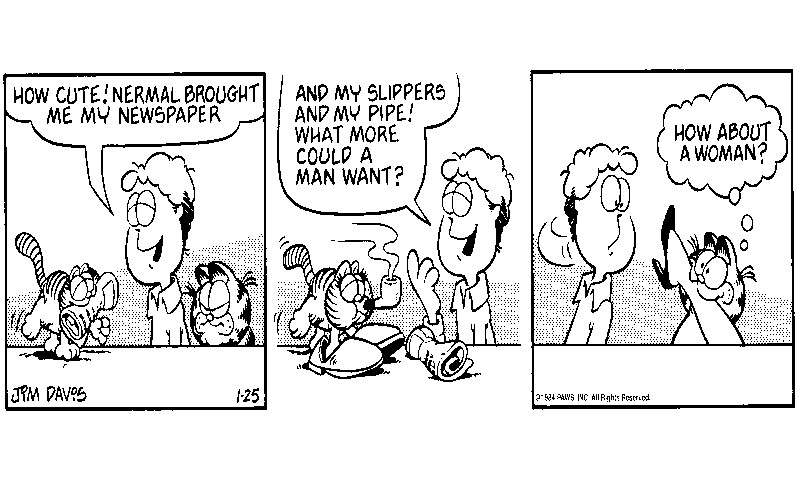 HOW CUTE! NERMAL BROUGHT
ME MY NEWSPAPER
JIM DAVIS
1-25
AND MY SLIPPERS
AND MY PIPE!
WHAT MORE
COULD A
MAN WANT?
HOW ABOUT
A WOMAN?
©1984 PAWS, INC. All Rights Reserved.